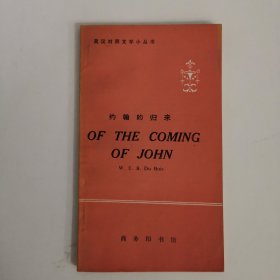 英汉对照文学小丛书
约翰的归来
OF THE COMING
OF JOHN
W. E. B. Du Bois
商务印书馆